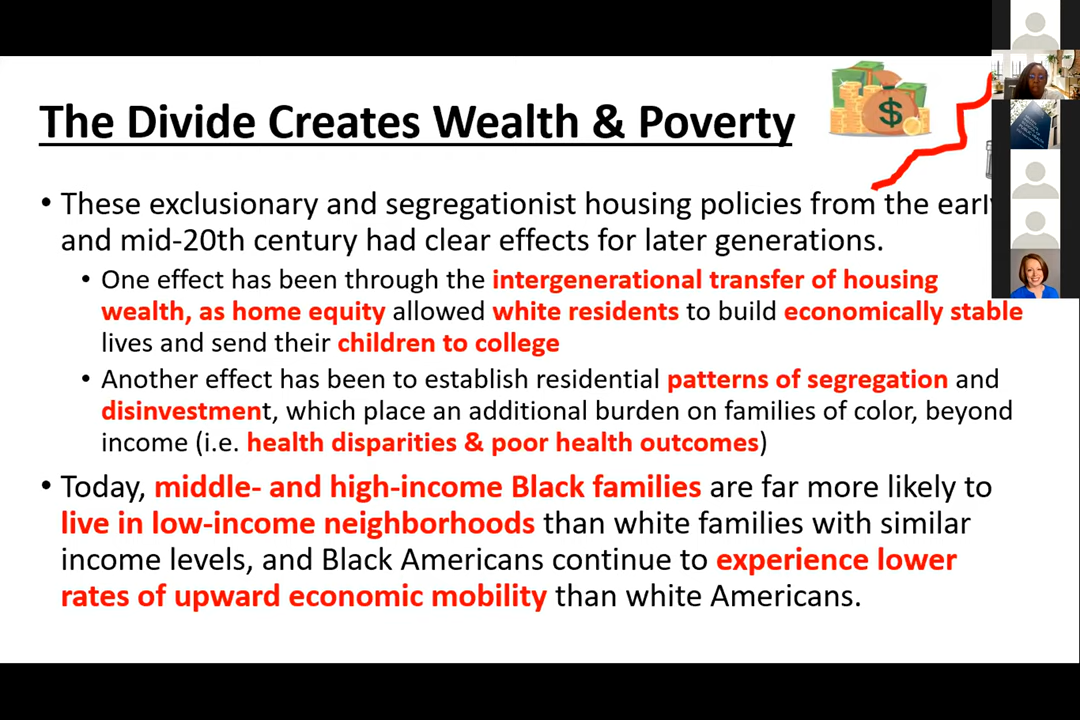 The Divide Creates Wealth & Poverty
$
• These exclusionary and segregationist housing policies from the early
and mid-20th century had clear effects for later generations.
• One effect has been through the intergenerational transfer of housing
wealth, as home equity allowed white residents to build economically stable
lives and send their children to college
• Another effect has been to establish residential patterns of segregation and
disinvestment, which place an additional burden on families of color, beyond
income (i.e. health disparities & poor health outcomes)
• Today, middle- and high-income Black families are far more likely to
live in low-income neighborhoods than white families with similar
income levels, and Black Americans continue to experience lower
rates of upward economic mobility than white Americans.